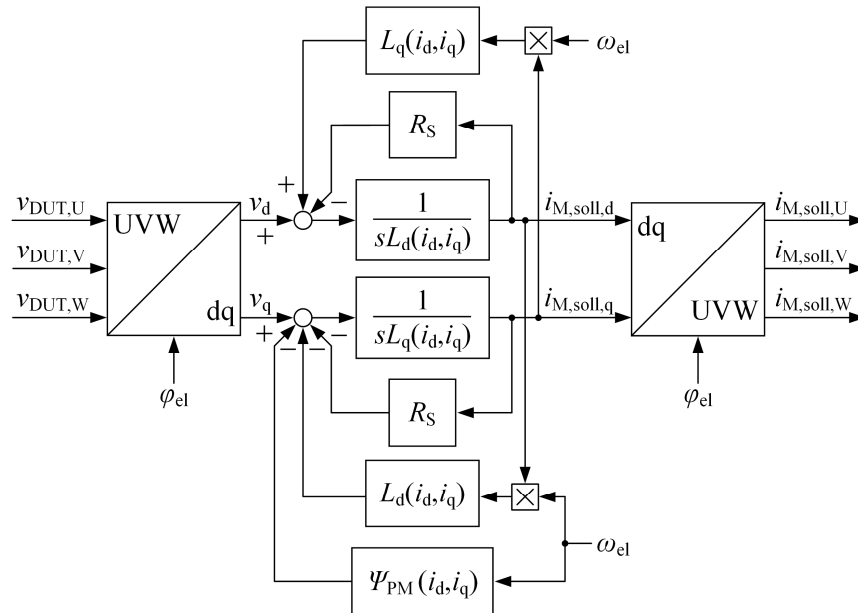 L_q(i_d,i_q)
×
ω_el
R_S
+
−
v_DUT,U
UVW
v_d
+
1
sL_d(i_d,i_q)
i_M,soll,d
dq
i_M,soll,U
v_DUT,V
i_M,soll,V
v_DUT,W
dq
v_q
+
−
−
−
1
sL_q(i_d,i_q)
i_M,soll,q
UVW
i_M,soll,W
φ_el
R_S
φ_el
L_d(i_d,i_q)
×
ω_el
Ψ_PM(i_d,i_q)